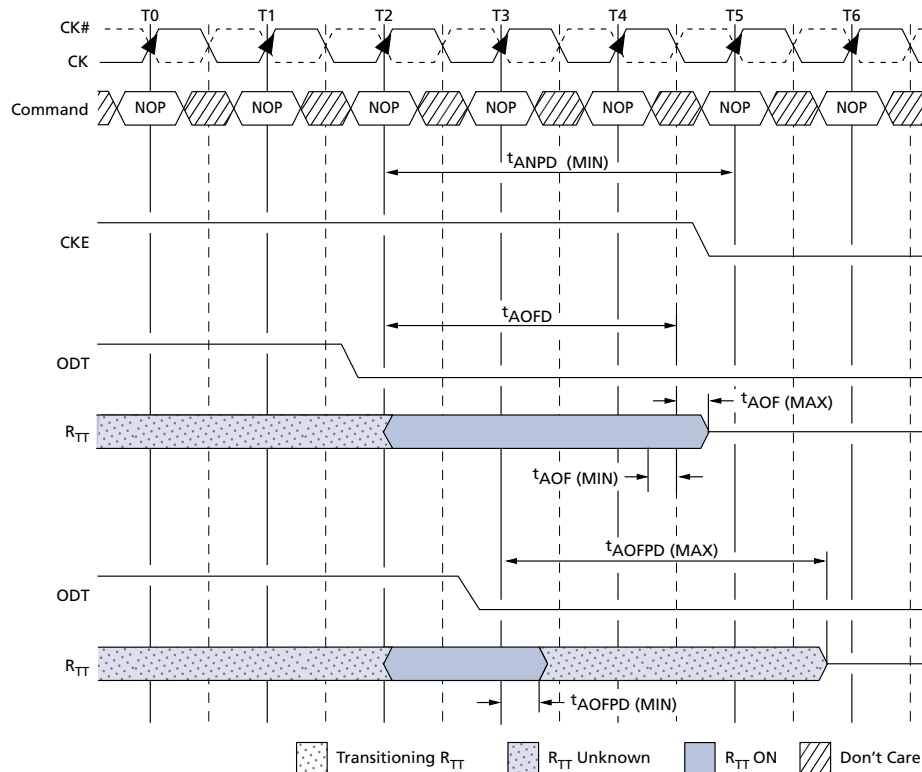 T0 T1 T2 T3 T4 T5 T6
CK#
CK
Command NOP NOP NOP NOP NOP NOP NOP
tANPD (MIN)
CKE
tAOFD
ODT
tAOF (MAX)
RTT
tAOF (MIN)
tAOFPD (MAX)
ODT
RTT
tAOFPD (MIN)
Transitioning RTT RTT Unknown RTT ON Don't Care